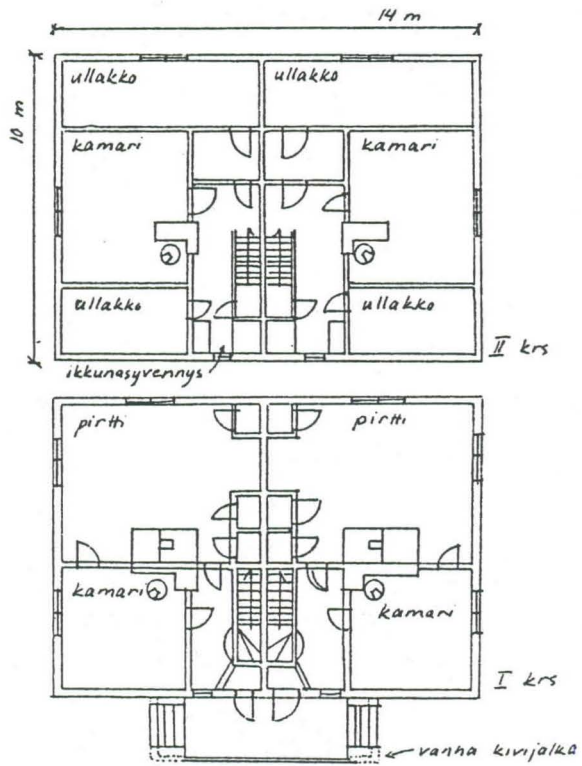 14 m
10 m
ullakko
ullakko
kamari
kamari
ullakko
ullakko
II krs
ikkunasyvennys
pirtti
pirtti
kamari
kamari
I krs
vanha kivijalka